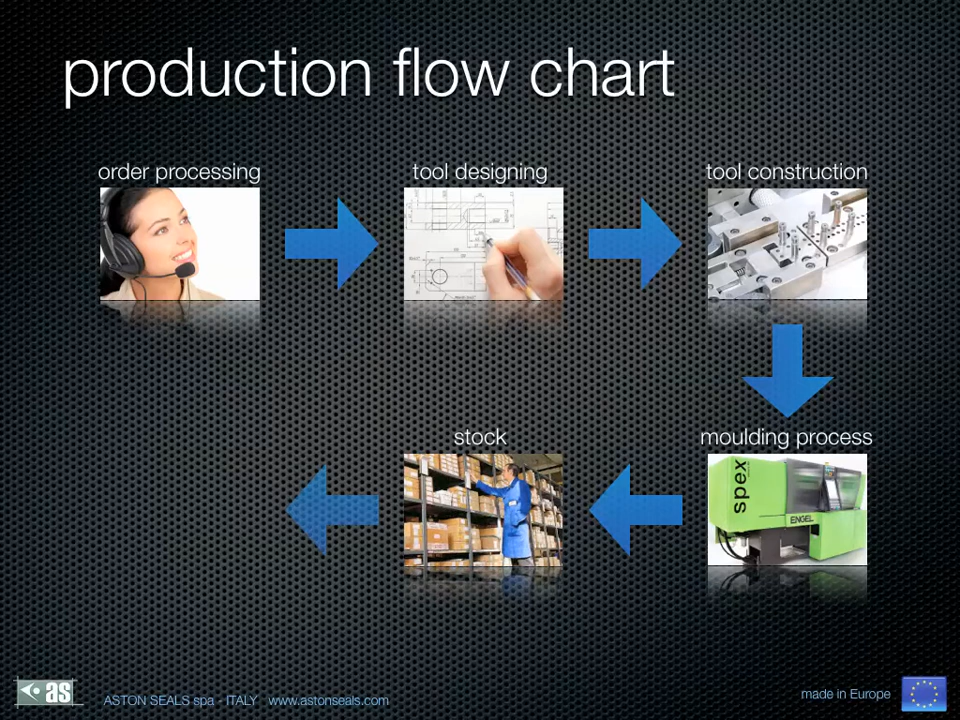 production flow chart
order processing
tool designing
tool construction
stock
moulding process
spex
ENGEL
as
ASTON SEALS spa - ITALY www.astonseals.com
made in Europe